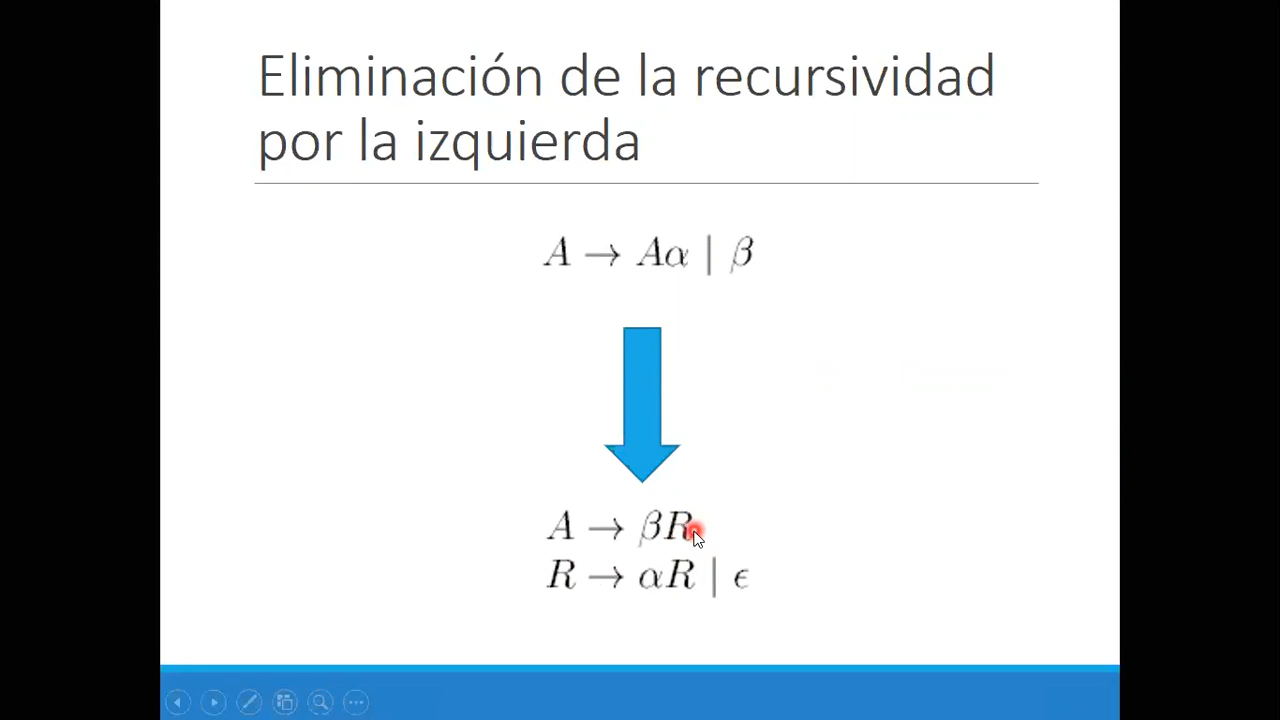 Eliminación de la recursividad
por la izquierda
A → Aα | β
A → βR
R → αR | ϵ